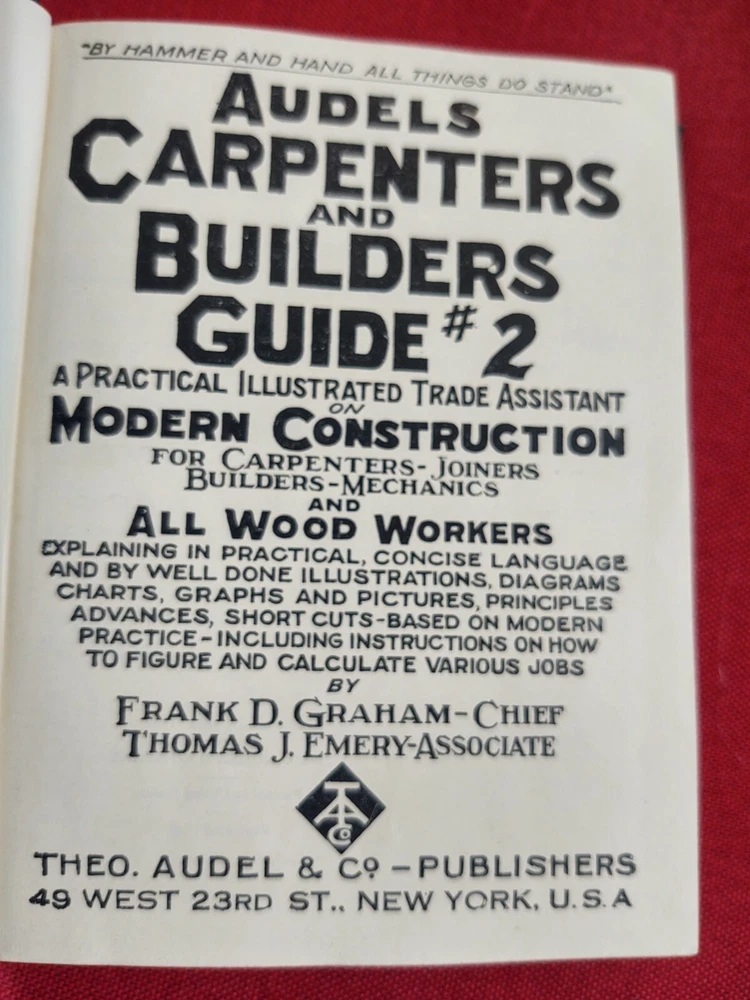 "BY HAMMER AND HAND ALL THINGS DO STAND"
AUDELS
CARPENTERS
AND
BUILDERS
GUIDE #2
A PRACTICAL ILLUSTRATED TRADE ASSISTANT
ON
MODERN CONSTRUCTION
FOR CARPENTERS-JOINERS
BUILDERS-MECHANICS
AND
ALL WOOD WORKERS
EXPLAINING IN PRACTICAL, CONCISE LANGUAGE
AND BY WELL DONE ILLUSTRATIONS, DIAGRAMS
CHARTS, GRAPHS AND PICTURES, PRINCIPLES
ADVANCES, SHORT CUTS-BASED ON MODERN
PRACTICE-INCLUDING INSTRUCTIONS ON HOW
TO FIGURE AND CALCULATE VARIOUS JOBS
BY
FRANK D. GRAHAM-CHIEF
THOMAS J. EMERY-ASSOCIATE
TA
Co
THEO. AUDEL & Co - PUBLISHERS
49 WEST 23RD ST., NEW YORK, U.S.A